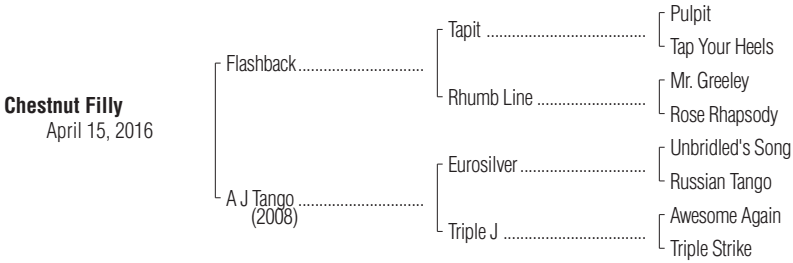 Pulpit
Tapit ........................................
Tap Your Heels
Flashback................................
Mr. Greeley
Rhumb Line ...........................
Rose Rhapsody
Chestnut Filly
April 15, 2016
Unbridled's Song
Eurosilver................................
Russian Tango
A J Tango ...............................
(2008)
Awesome Again
Triple J ....................................
Triple Strike